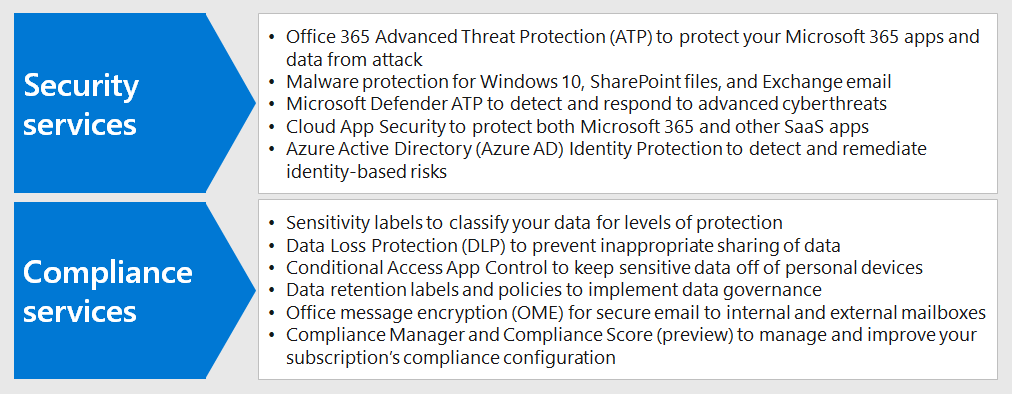 Security
services
• Office 365 Advanced Threat Protection (ATP) to protect your Microsoft 365 apps and
data from attack
• Malware protection for Windows 10, SharePoint files, and Exchange email
• Microsoft Defender ATP to detect and respond to advanced cyberthreats
• Cloud App Security to protect both Microsoft 365 and other SaaS apps
• Azure Active Directory (Azure AD) Identity Protection to detect and remediate
identity-based risks
Compliance
services
• Sensitivity labels to classify your data for levels of protection
• Data Loss Protection (DLP) to prevent inappropriate sharing of data
• Conditional Access App Control to keep sensitive data off of personal devices
• Data retention labels and policies to implement data governance
• Office message encryption (OME) for secure email to internal and external mailboxes
• Compliance Manager and Compliance Score (preview) to manage and improve your
subscription’s compliance configuration